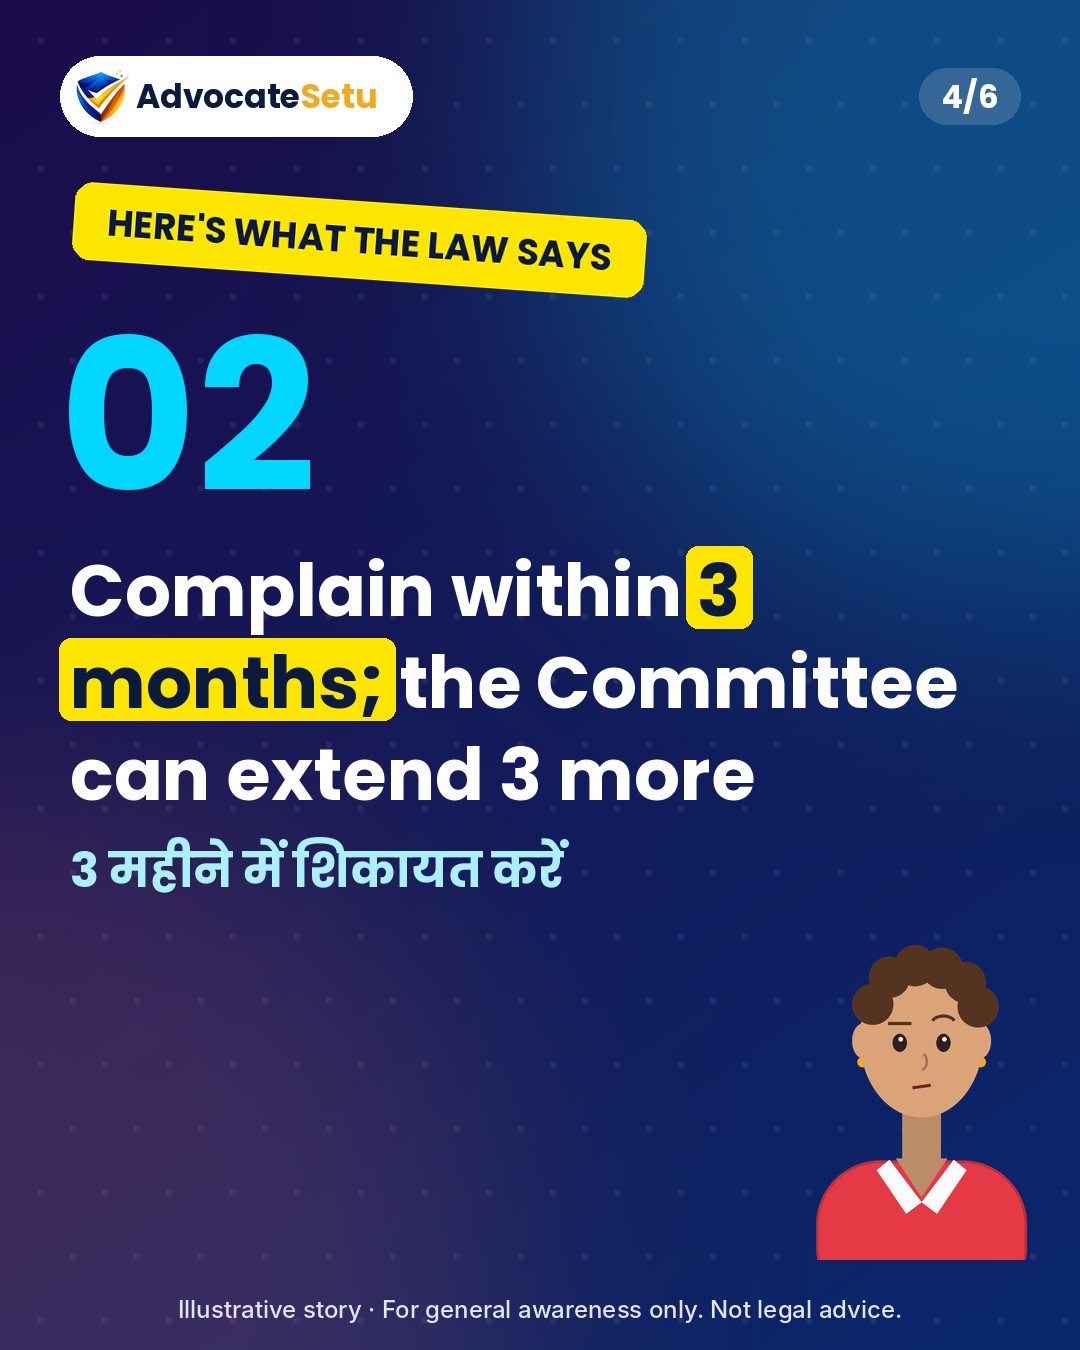 AdvocateSetu
4/6
HERE'S WHAT THE LAW SAYS
02
Complain within 3
months; the Committee
can extend 3 more
3 महीने में शिकायत करें
Illustrative story · For general awareness only. Not legal advice.